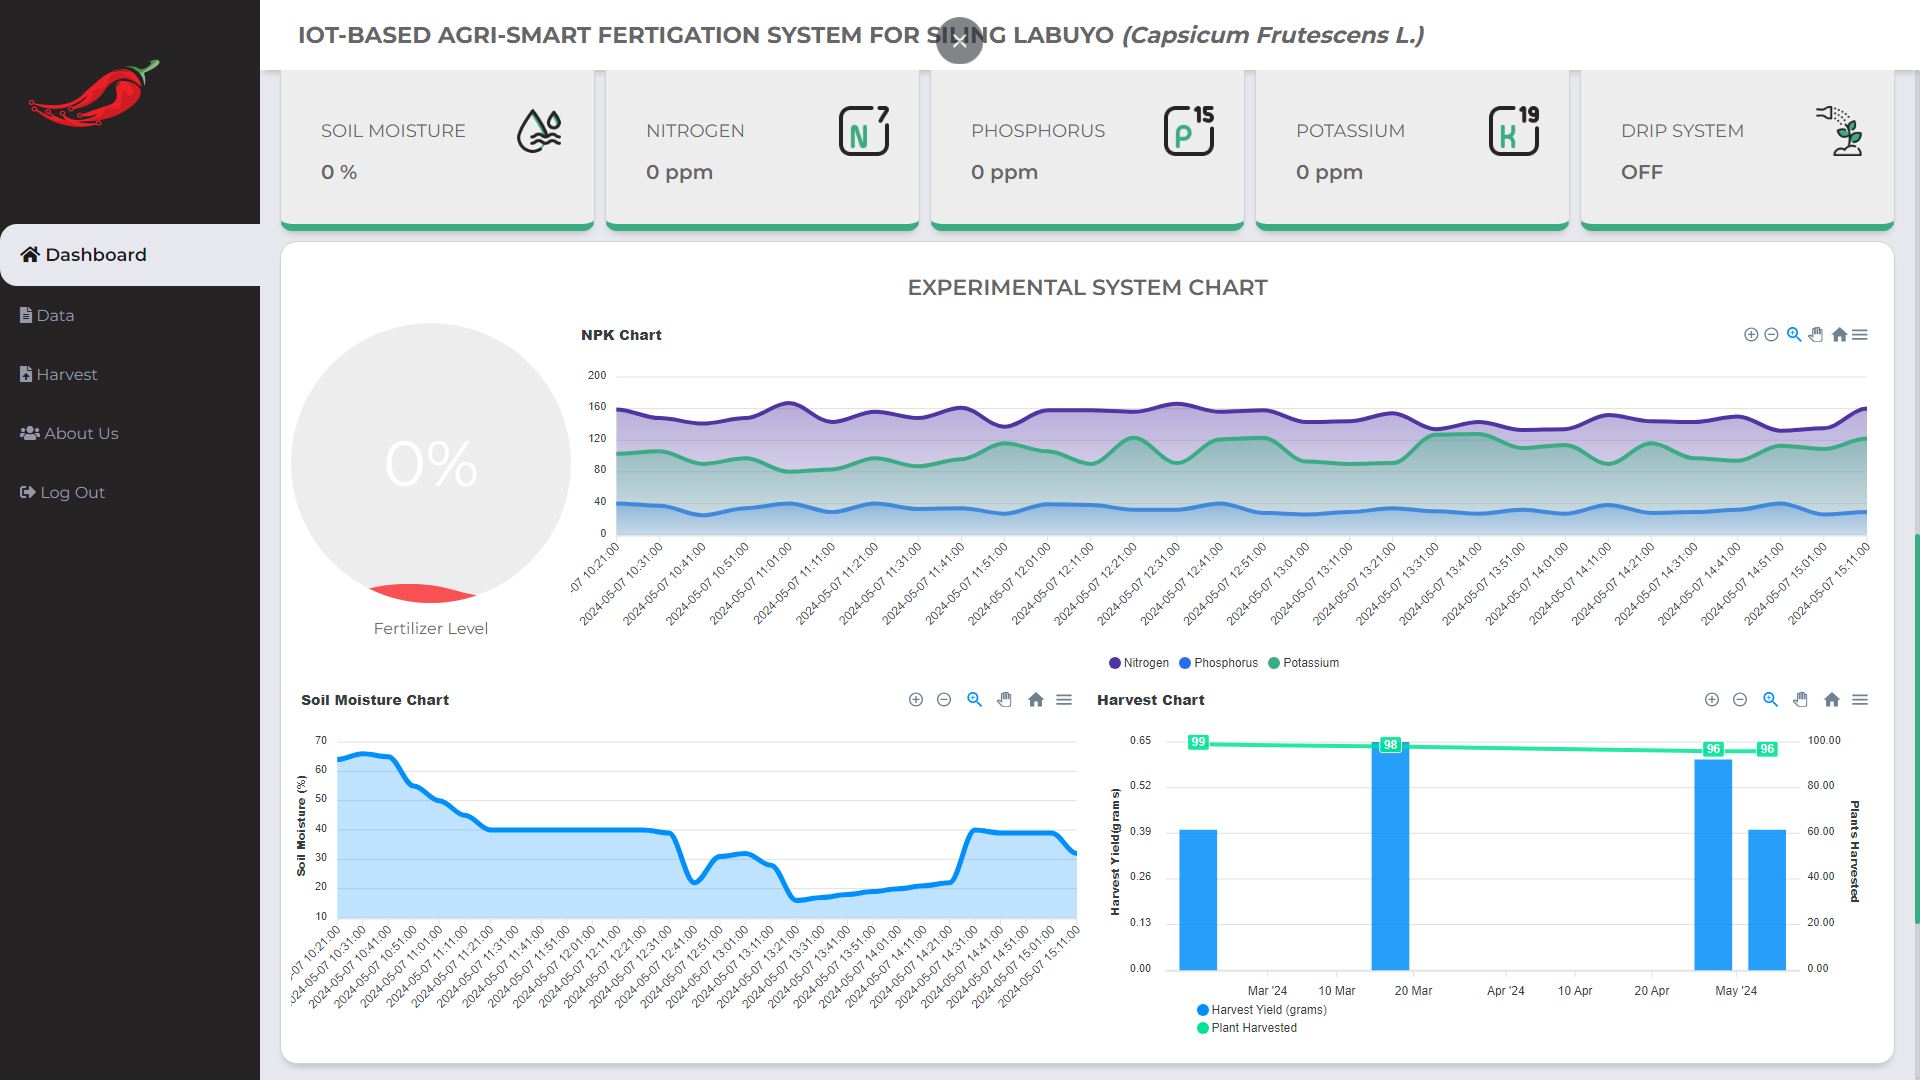 IOT-BASED AGRI-SMART FERTIGATION SYSTEM FOR SILING LABUYO (Capsicum Frutescens L.)
Dashboard
Data
Harvest
About Us
Log Out
SOIL MOISTURE
0 %
NITROGEN
0 ppm
N 7
PHOSPHORUS
0 ppm
P 15
POTASSIUM
0 ppm
K 19
DRIP SYSTEM
OFF
EXPERIMENTAL SYSTEM CHART
0%
Fertilizer Level
NPK Chart
200
160
120
80
40
0
-07 10:21:00
2024-05-07 10:31:00
2024-05-07 10:41:00
2024-05-07 10:51:00
2024-05-07 11:01:00
2024-05-07 11:11:00
2024-05-07 11:21:00
2024-05-07 11:31:00
2024-05-07 11:41:00
2024-05-07 11:51:00
2024-05-07 12:01:00
2024-05-07 12:11:00
2024-05-07 12:21:00
2024-05-07 12:31:00
2024-05-07 12:41:00
2024-05-07 12:51:00
2024-05-07 13:01:00
2024-05-07 13:11:00
2024-05-07 13:21:00
2024-05-07 13:31:00
2024-05-07 13:41:00
2024-05-07 13:51:00
2024-05-07 14:01:00
2024-05-07 14:11:00
2024-05-07 14:21:00
2024-05-07 14:31:00
2024-05-07 14:41:00
2024-05-07 14:51:00
2024-05-07 15:01:00
2024-05-07 15:11:00
Nitrogen Phosphorus Potassium
Soil Moisture Chart
Soil Moisture (%)
70
60
50
40
30
20
10
-07 10:21:00
024-05-07 10:31:00
2024-05-07 10:41:00
2024-05-07 10:51:00
2024-05-07 11:01:00
2024-05-07 11:11:00
2024-05-07 11:21:00
2024-05-07 11:31:00
2024-05-07 11:41:00
2024-05-07 11:51:00
2024-05-07 12:01:00
2024-05-07 12:11:00
2024-05-07 12:21:00
2024-05-07 12:31:00
2024-05-07 12:41:00
2024-05-07 12:51:00
2024-05-07 13:01:00
2024-05-07 13:11:00
2024-05-07 13:21:00
2024-05-07 13:41:00
2024-05-07 13:51:00
2024-05-07 14:01:00
2024-05-07 14:11:00
2024-05-07 14:21:00
2024-05-07 14:31:00
2024-05-07 14:41:00
2024-05-07 14:51:00
2024-05-07 15:01:00
2024-05-07 15:11:00
Harvest Chart
Harvest Yield(grams)
0.65
0.52
0.39
0.26
0.13
0.00
99
98
96
96
100.00
80.00
60.00
40.00
20.00
0.00
Plants Harvested
Mar '24
10 Mar
20 Mar
Apr '24
10 Apr
20 Apr
May '24
Harvest Yield (grams)
Plant Harvested